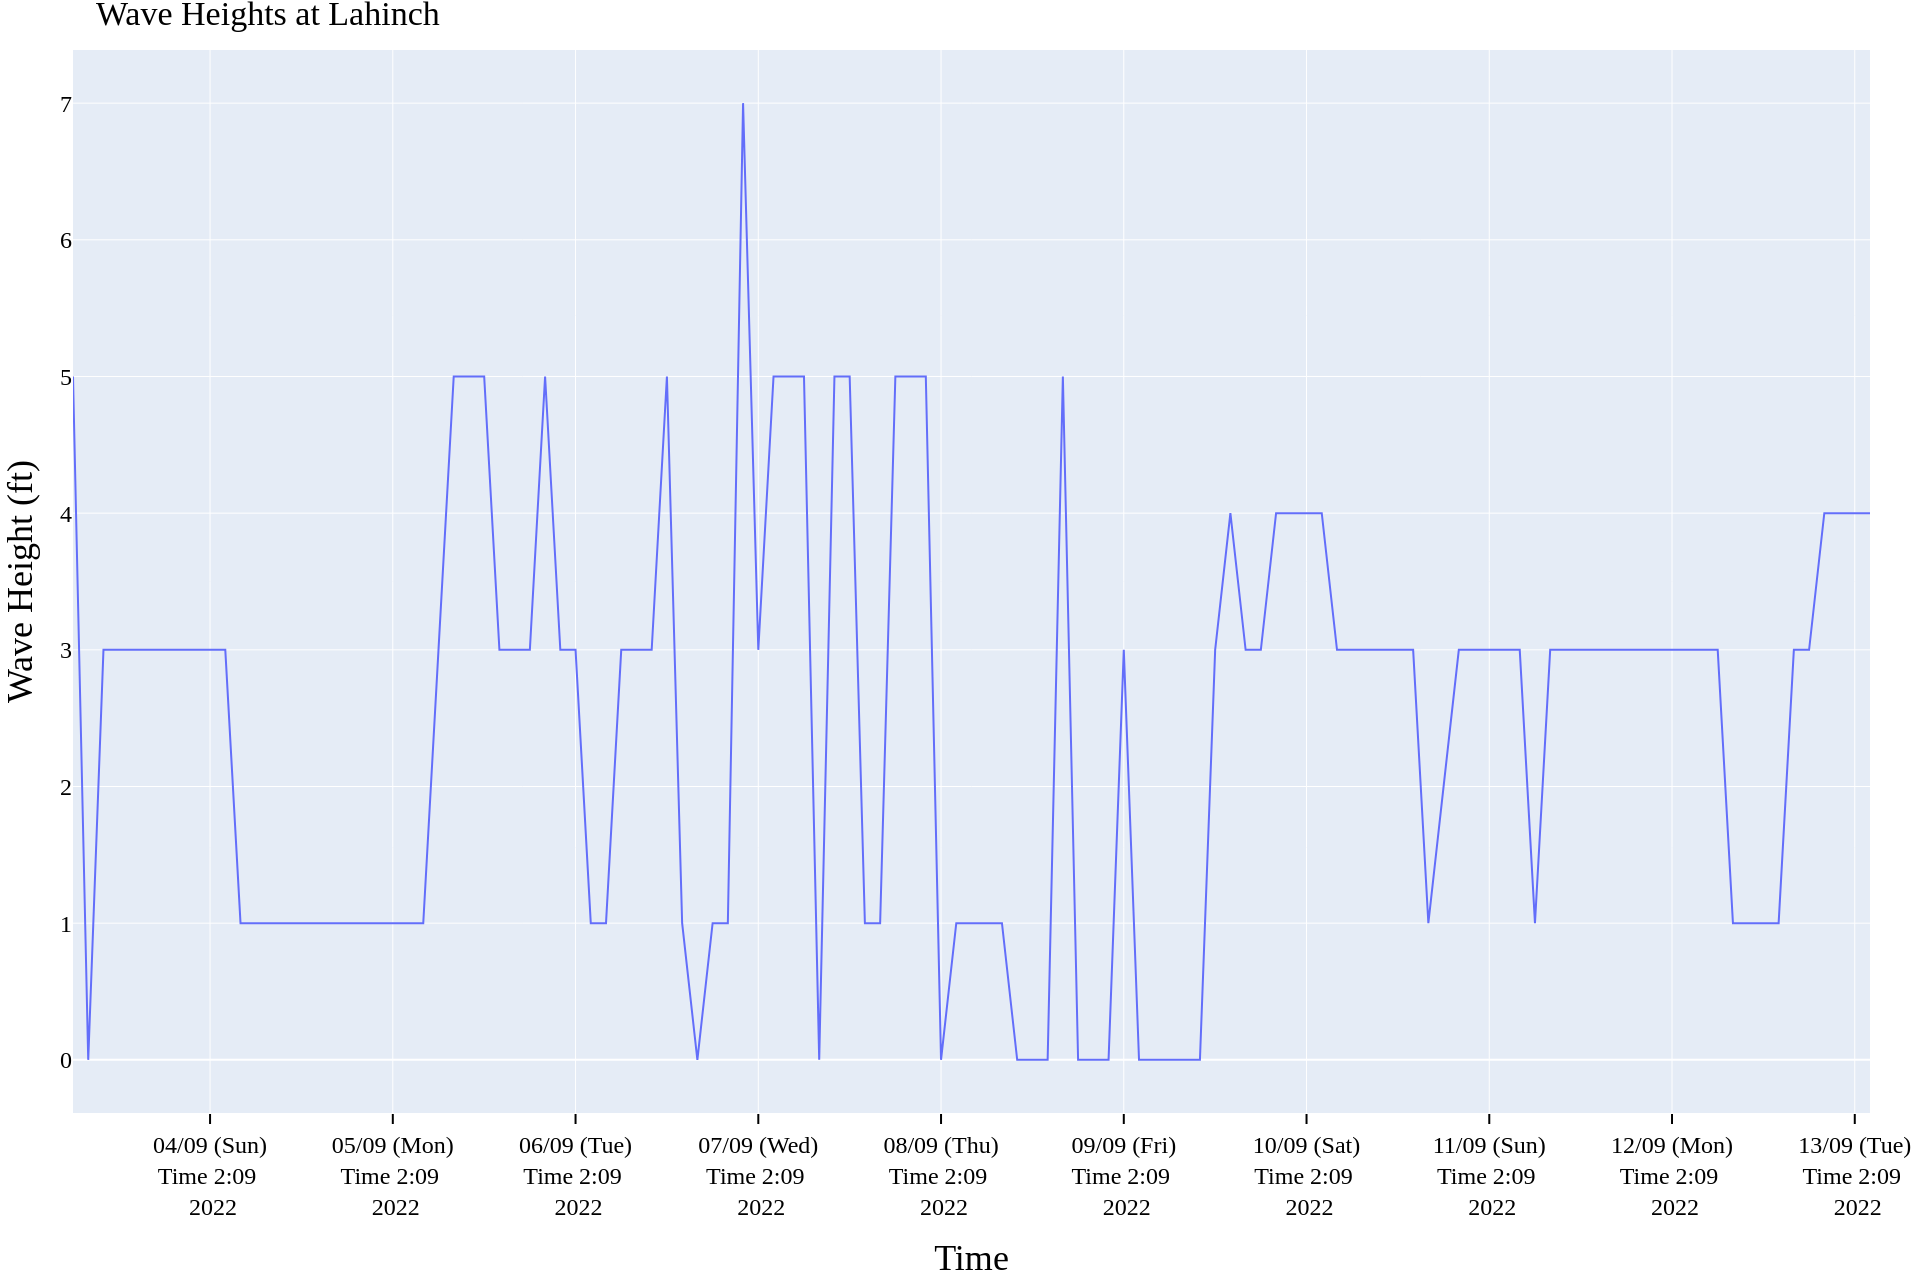 Wave Heights at Lahinch
Wave Height (ft)
7
6
5
4
3
2
1
0
04/09 (Sun) 05/09 (Mon) 06/09 (Tue) 07/09 (Wed) 08/09 (Thu) 09/09 (Fri) 10/09 (Sat) 11/09 (Sun) 12/09 (Mon) 13/09 (Tue)
Time 2:09 Time 2:09 Time 2:09 Time 2:09 Time 2:09 Time 2:09 Time 2:09 Time 2:09 Time 2:09 Time 2:09
2022 2022 2022 2022 2022 2022 2022 2022 2022 2022
Time